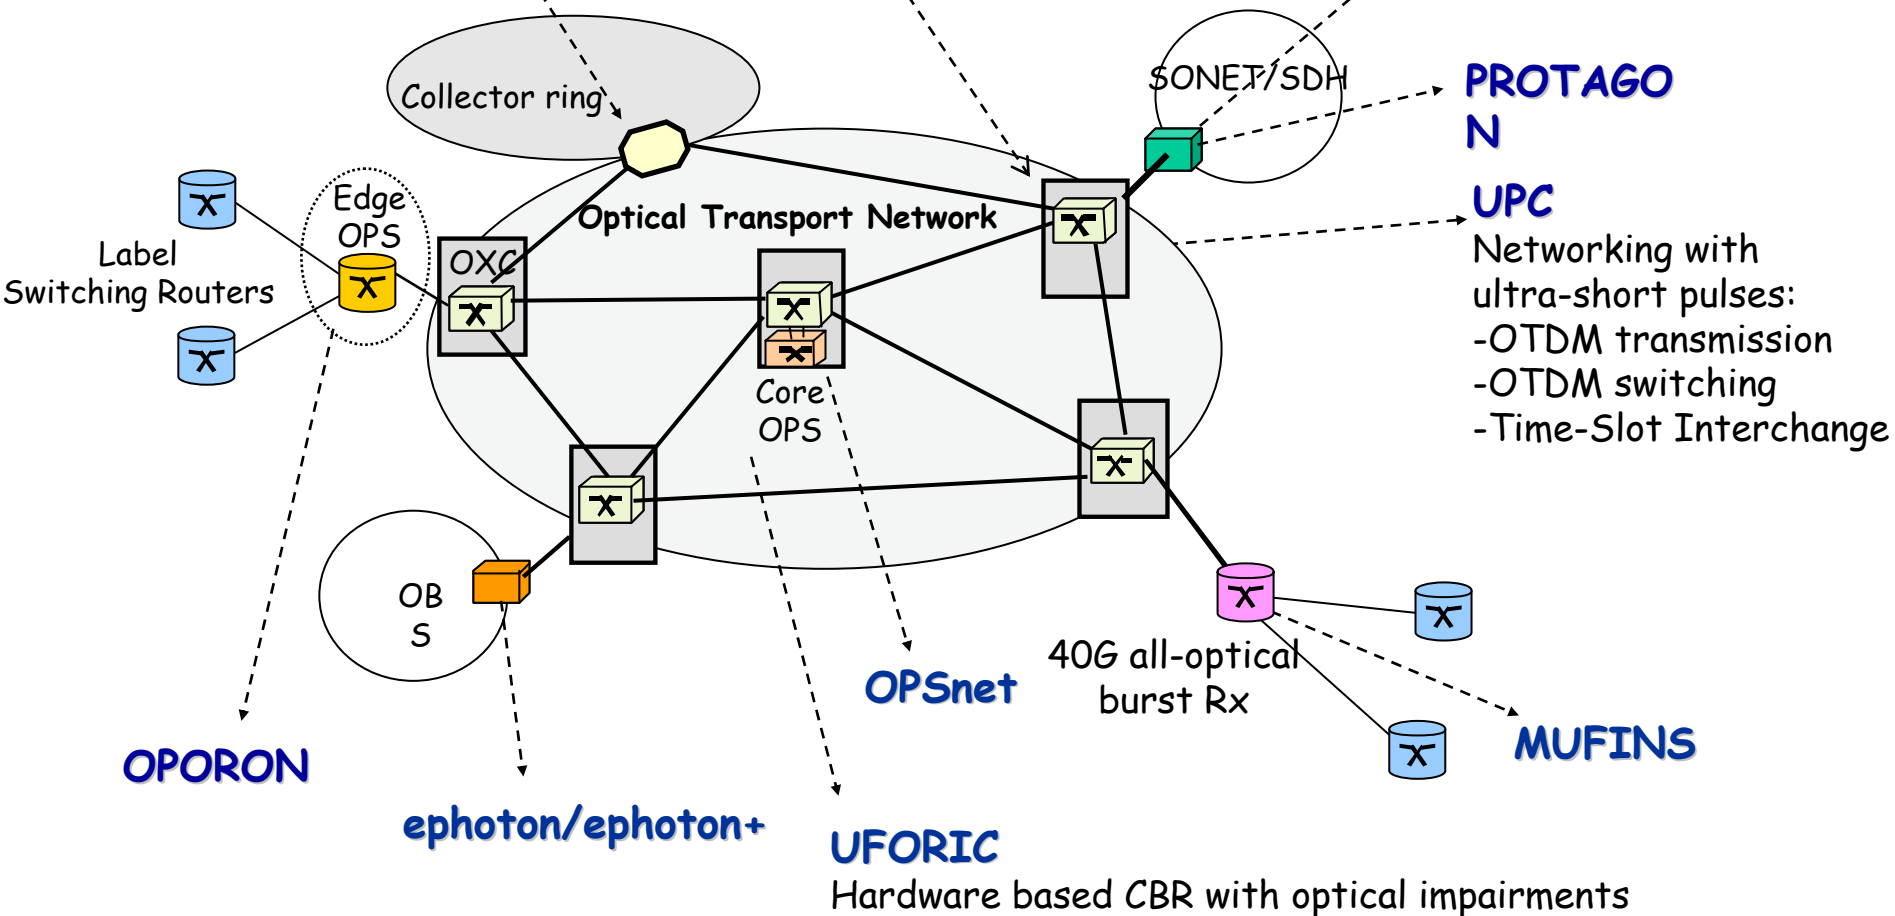 Collector ring
SONET/SDH
PROTAGO
N
Edge
OPS
Label
Switching Routers
Optical Transport Network
OXC
UPC
Networking with
ultra-short pulses:
-OTDM transmission
-OTDM switching
-Time-Slot Interchange
Core
OPS
OB
S
40G all-optical
burst Rx
OPSnet
MUFINS
OPORON
ephoton/ephoton+
UFORIC
Hardware based CBR with optical impairments